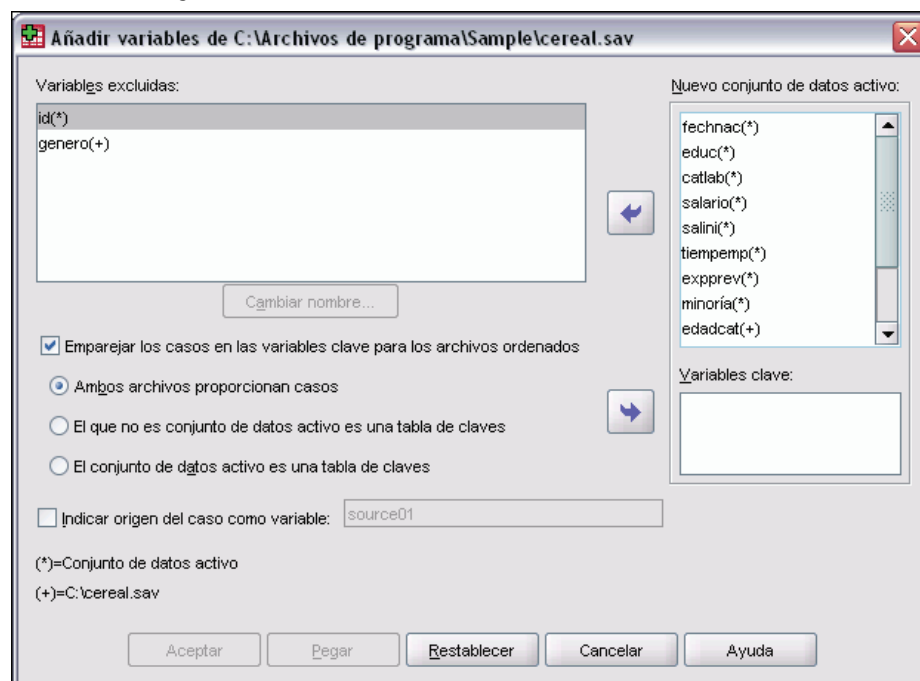 Añadir variables de C:\Archivos de programa\Sample\cereal.sav
Variables excluidas:
id(*)
genero(+)
Cambiar nombre...
Nuevo conjunto de datos activo:
fechnac(*)
educ(*)
catlab(*)
salario(*)
salini(*)
tiempemp(*)
expprev(*)
minoría(*)
edadcat(+)
Emparejar los casos en las variables clave para los archivos ordenados
Ambos archivos proporcionan casos
El que no es conjunto de datos activo es una tabla de claves
El conjunto de datos activo es una tabla de claves
Variables clave:
Indicar origen del caso como variable: source01
(*)=Conjunto de datos activo
(+)=C:\cereal.sav
Aceptar Pegar Restablecer Cancelar Ayuda